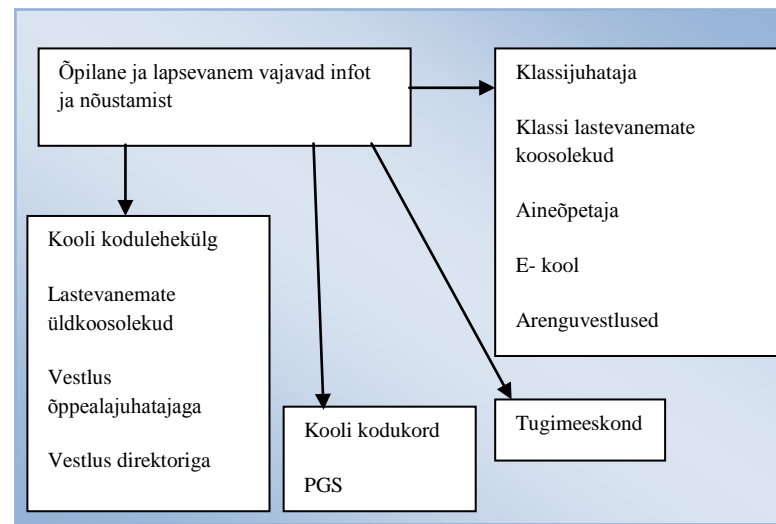 Õpilane ja lapsevanem vajavad infot
ja nõustamist
Klassijuhataja
Klassi lastevanemate
koosolekud
Aineõpetaja
E- kool
Arenguvestlused
Kooli kodulehekülg
Lastevanemate
üldkoosolekud
Vestlus
õppealajuhatajaga
Vestlus direktoriga
Kooli kodukord
PGS
Tugimeeskond